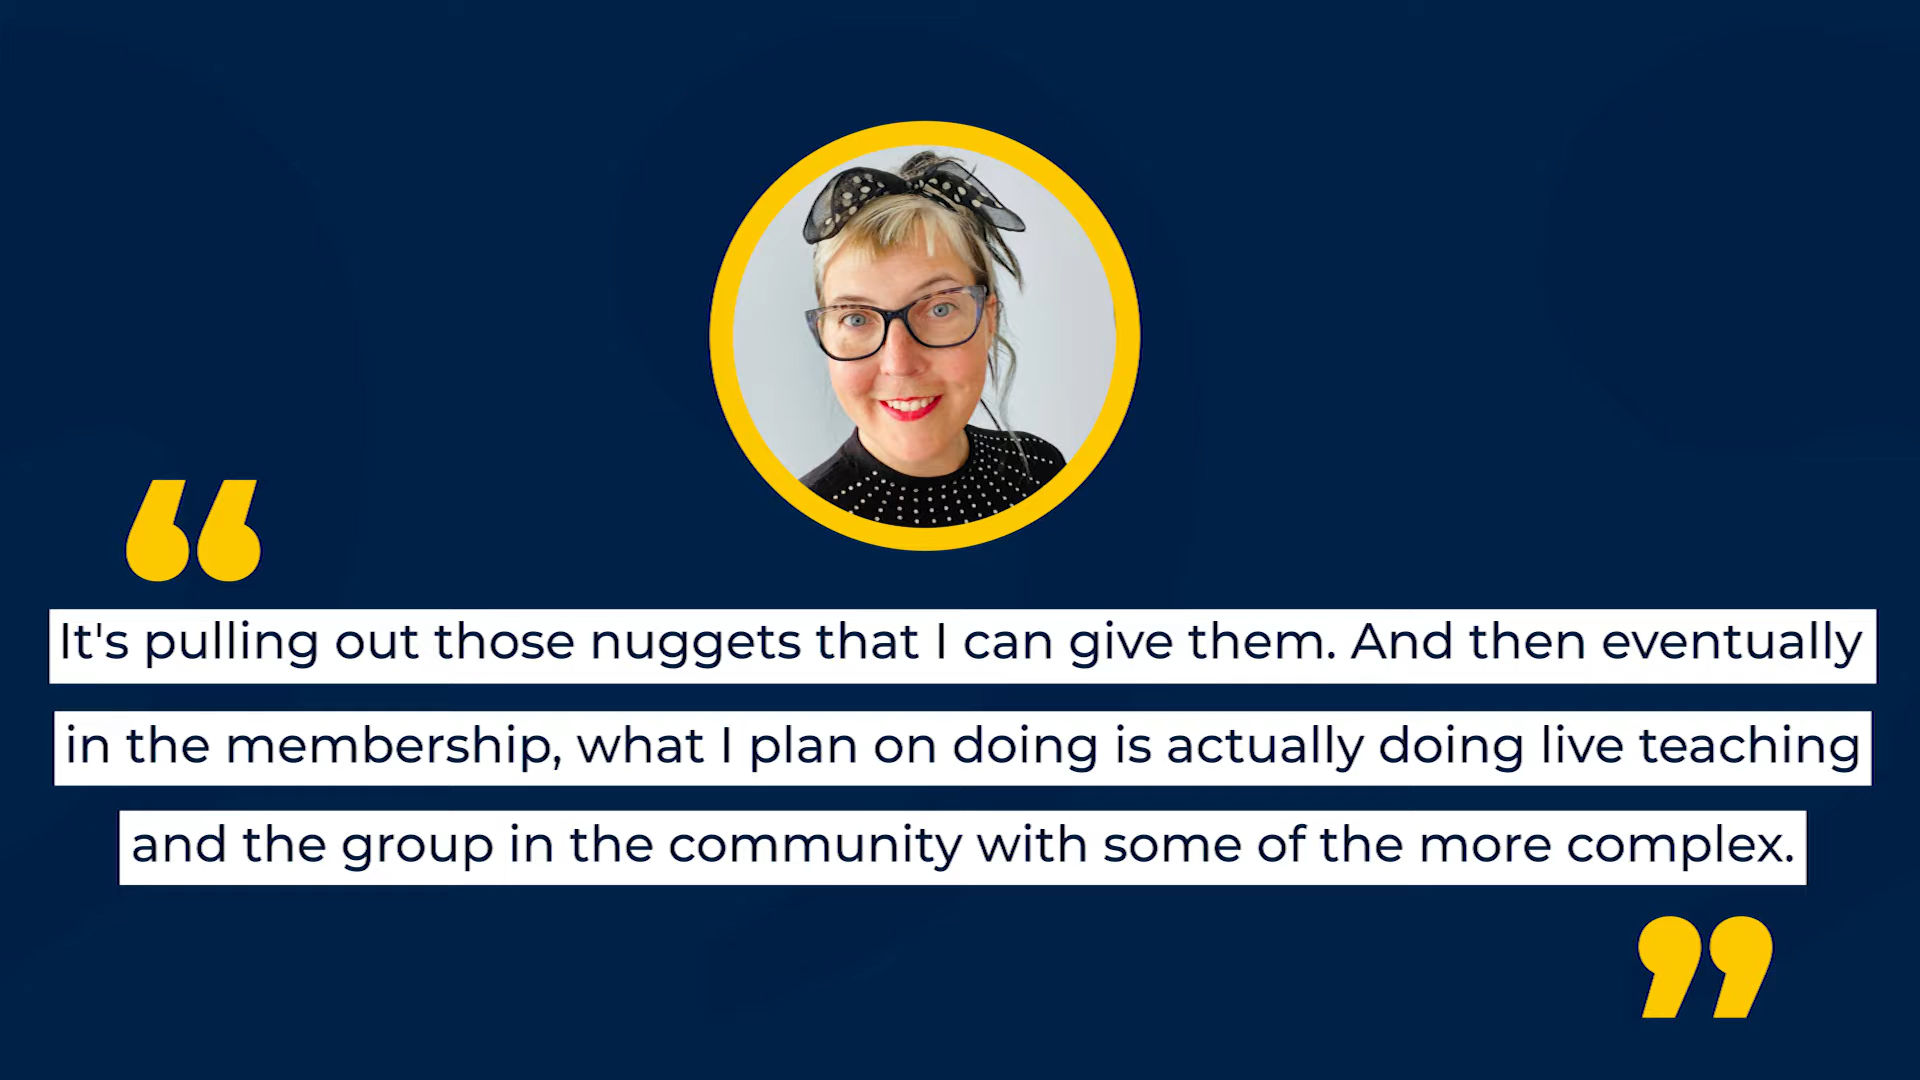 “
It's pulling out those nuggets that I can give them. And then eventually
in the membership, what I plan on doing is actually doing live teaching
and the group in the community with some of the more complex.
”